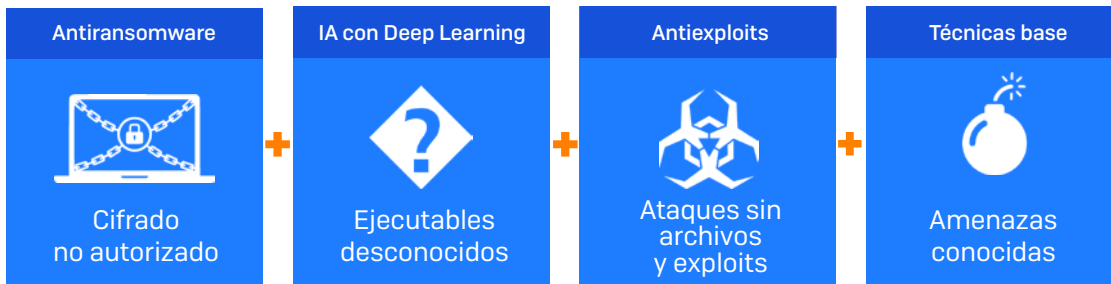 Antiransomware
Cifrado
no autorizado
IA con Deep Learning
?
Ejecutables
desconocidos
Antiexploits
Ataques sin
archivos
y exploits
Técnicas base
Amenazas
conocidas